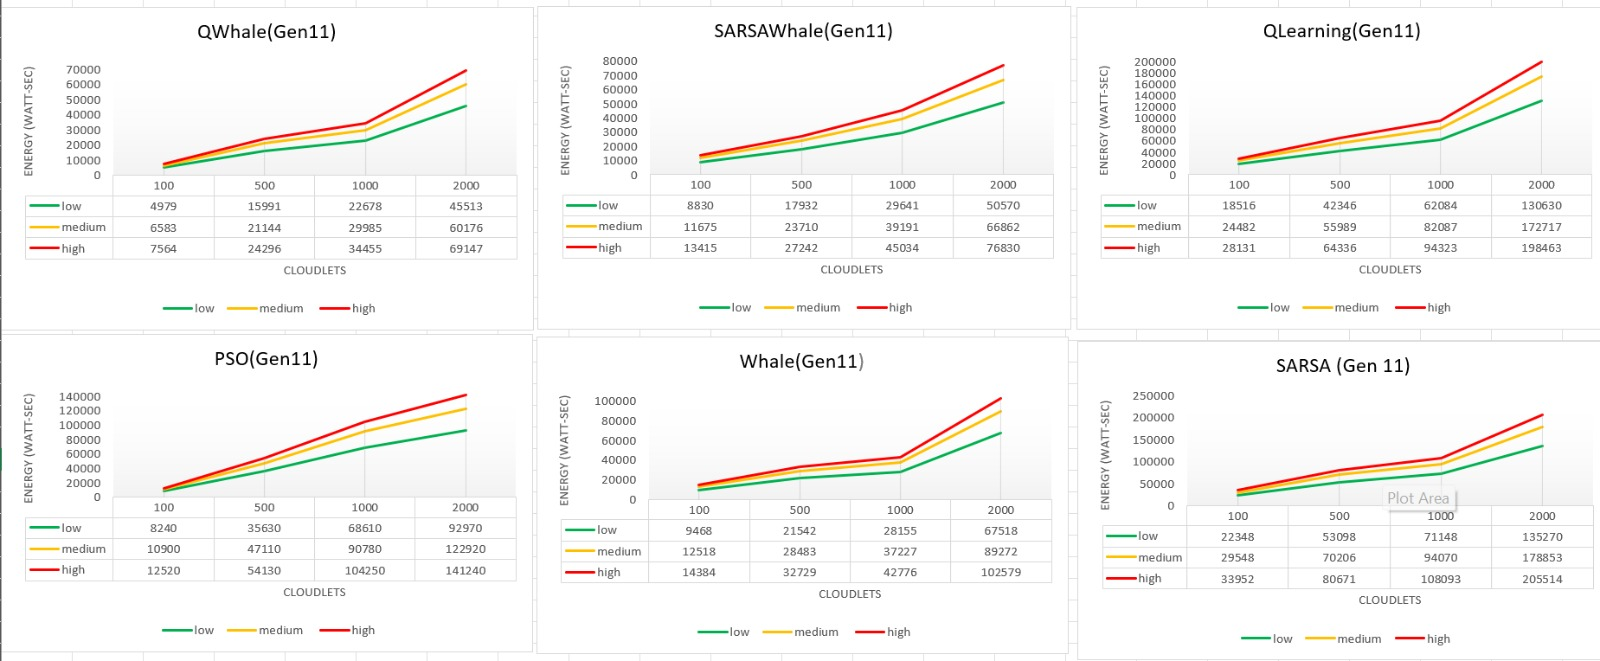 QWhale(Gen11)
ENERGY (WATT-SEC)
70000
60000
50000
40000
30000
20000
10000
0
100 500 1000 2000
low 4979 15991 22678 45513
medium 6583 21144 29985 60176
high 7564 24296 34455 69147
CLOUDLETS
low medium high
SARSAWhale(Gen11)
ENERGY (WATT-SEC)
80000
70000
60000
50000
40000
30000
20000
10000
0
100 500 1000 2000
low 8830 17932 29641 50570
medium 11675 23710 39191 66862
high 13415 27242 45034 76830
CLOUDLETS
low medium high
QLearning(Gen11)
ENERGY (WATT-SEC)
200000
180000
160000
140000
120000
100000
80000
60000
40000
20000
0
100 500 1000 2000
low 18516 42346 62084 130630
medium 24482 55989 82087 172717
high 28131 64336 94323 198463
CLOUDLETS
low medium high
PSO(Gen11)
ENERGY (WATT-SEC)
140000
120000
100000
80000
60000
40000
20000
0
100 500 1000 2000
low 8240 35630 68610 92970
medium 10900 47110 90780 122920
high 12520 54130 104250 141240
CLOUDLETS
low medium high
Whale(Gen11)
ENERGY (WATT-SEC)
100000
80000
60000
40000
20000
0
100 500 1000 2000
low 9468 21542 28155 67518
medium 12518 28483 37227 89272
high 14384 32729 42776 102579
CLOUDLETS
low medium high
SARSA (Gen 11)
ENERGY (WATT-SEC)
250000
200000
150000
100000
50000
0
Plot Area
100 500 1000 2000
low 22348 53098 71148 135270
medium 29548 70206 94070 178853
high 33952 80671 108093 205514
CLOUDLETS
low medium high